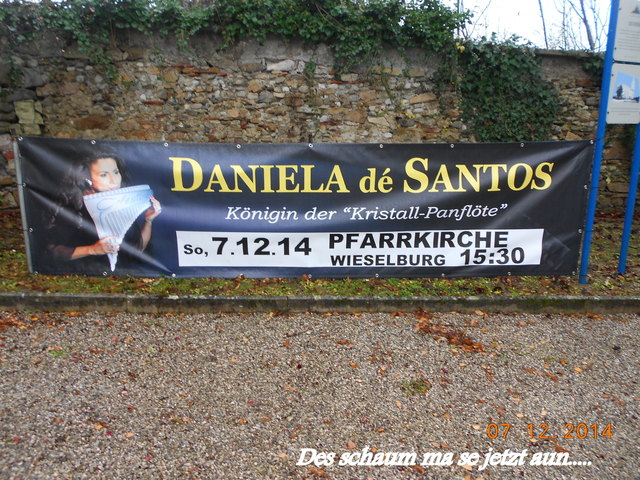 DANIELA dé SANTOS
Königin der "Kristall-Panflöte"
So, 7.12.14 PFARRKIRCHE
WIESELBURG 15:30
07 12 2014
Des schaum ma se jetzt aun.....